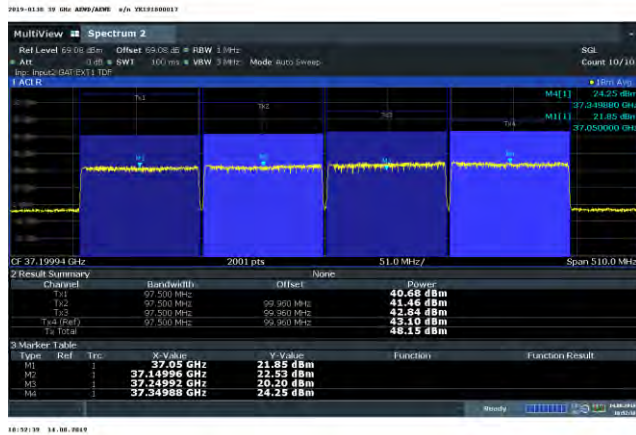 2019-0138 39 GHz AEWD/AEWE s/n YK191800017
MultiView Spectrum 2
Ref Level 69.08 dBm Offset 69.08 dB RBW 1 MHz SGL
Att 0 dB SWT 100 ms VBW 3 MHz Mode Auto Sweep Count 10/10
1 ACLR 1Rm Avg
M4[1] 24.25 dBm
37.349880 GHz
M1[1] 21.85 dBm
37.050000 GHz
Tx1 Tx2 Tx3 Tx4
M1 M4
CF 37.19994 GHz 2001 pts 51.0 MHz/ Span 510.0 MHz
2 Result Summary None
Channel Bandwidth Offset Power
Tx1 97.500 MHz 40.68 dBm
Tx2 97.500 MHz 99.960 MHz 41.46 dBm
Tx3 97.500 MHz 99.960 MHz 42.84 dBm
Tx4 (Ref) 97.500 MHz 99.960 MHz 43.10 dBm
Tx Total 48.15 dBm
3 Marker Table
Type Ref Trc X-Value Y-Value Function Function Result
M1 1 37.05 GHz 21.85 dBm
M2 1 37.14996 GHz 22.53 dBm
M3 1 37.24992 GHz 20.20 dBm
M4 1 37.34988 GHz 24.25 dBm
Ready
10:52:39 14.08.2019